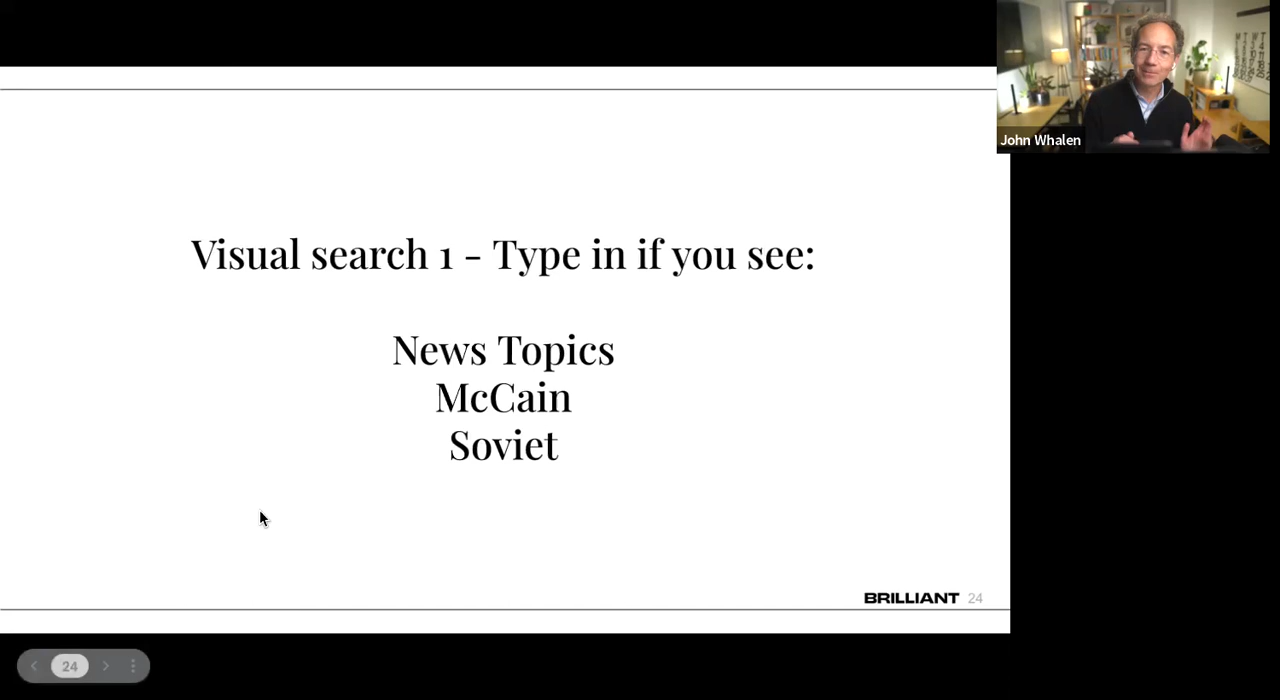 John Whalen
Visual search 1 - Type in if you see:
News Topics
McCain
Soviet
BRILLIANT 24
24